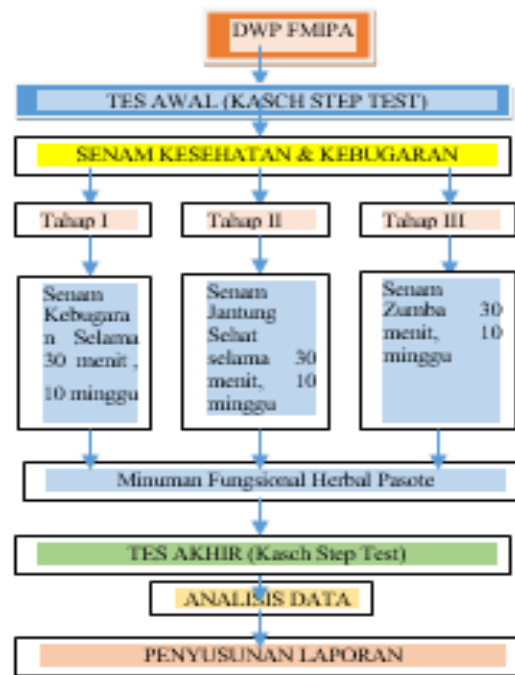 DWP FMIPA
TES AWAL (KASCH STEP TEST)
SENAM KESEHATAN & KEBUGARAN
Tahap I
Tahap II
Tahap III
Senam
Kebugara
n Selama
30 menit ,
10 minggu
Senam
Jantung
Sehat
selama 30
menit, 10
minggu
Senam
Zumba 30
menit, 10
minggu
Minuman Fungsional Herbal Pasote
TES AKHIR (Kasch Step Test)
ANALISIS DATA
PENYUSUNAN LAPORAN